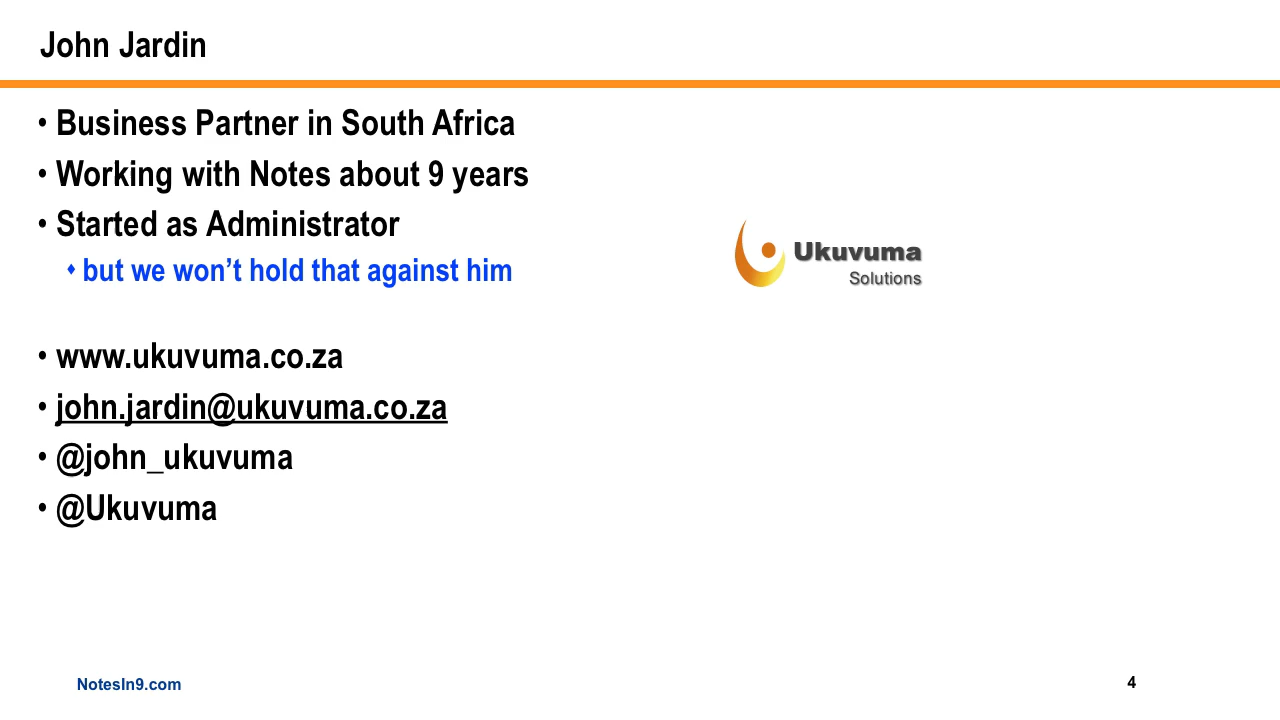 John Jardin
• Business Partner in South Africa
• Working with Notes about 9 years
• Started as Administrator
♦ but we won’t hold that against him
Ukuvuma
Solutions
• www.ukuvuma.co.za
• john.jardin@ukuvuma.co.za
• @john_ukuvuma
• @Ukuvuma
NotesIn9.com
4